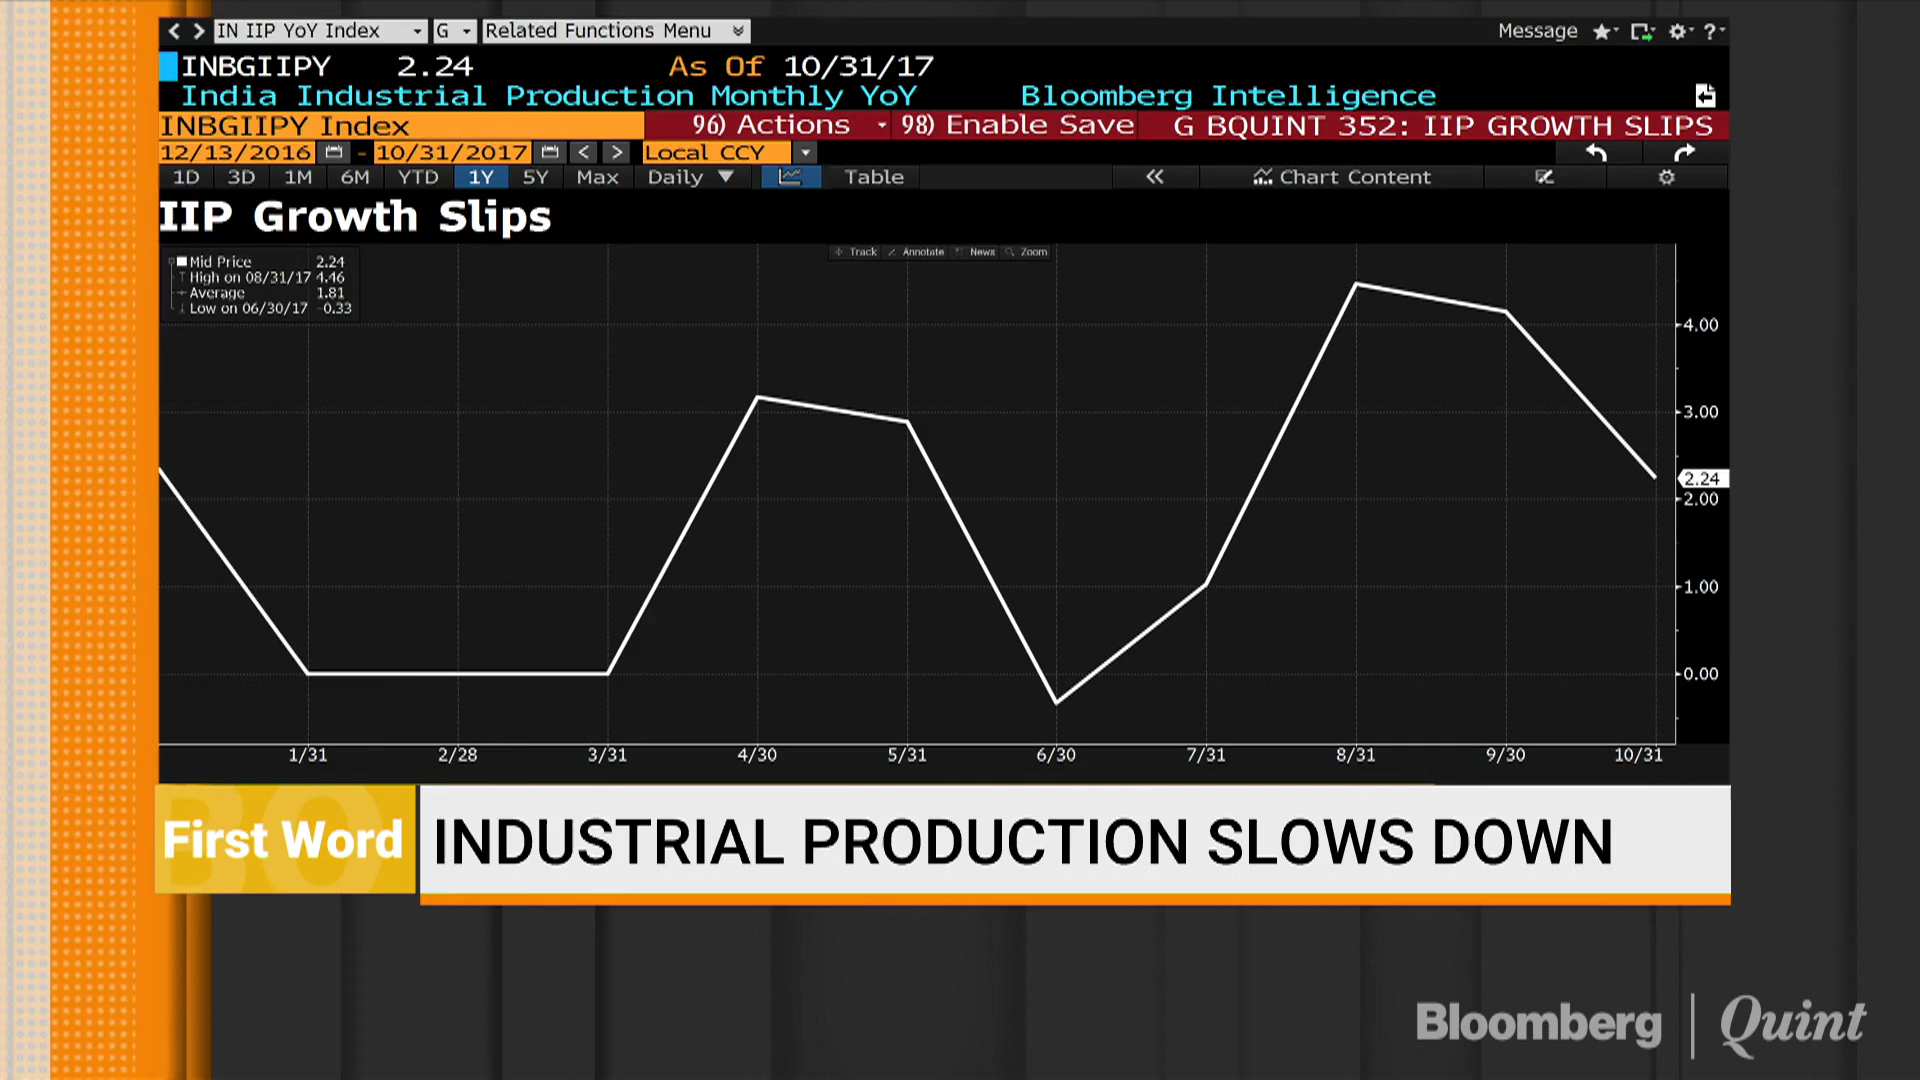 IN IIP YoY Index G Related Functions Menu Message ?
INBGIIPY 2.24 As Of 10/31/17
India Industrial Production Monthly YoY Bloomberg Intelligence
INBGIIPY Index 96) Actions 98) Enable Save G BQUINT 352: IIP GROWTH SLIPS
12/13/2016 - 10/31/2017 < > Local CCY
1D 3D 1M 6M YTD 1Y 5Y Max Daily Table « Chart Content
IIP Growth Slips
Track Annotate News Zoom
Mid Price 2.24
High on 08/31/17 4.46
Average 1.81
Low on 06/30/17 -0.33
4.00
3.00
2.24
2.00
1.00
0.00
1/31 2/28 3/31 4/30 5/31 6/30 7/31 8/31 9/30 10/31
First Word INDUSTRIAL PRODUCTION SLOWS DOWN
Bloomberg | Quint